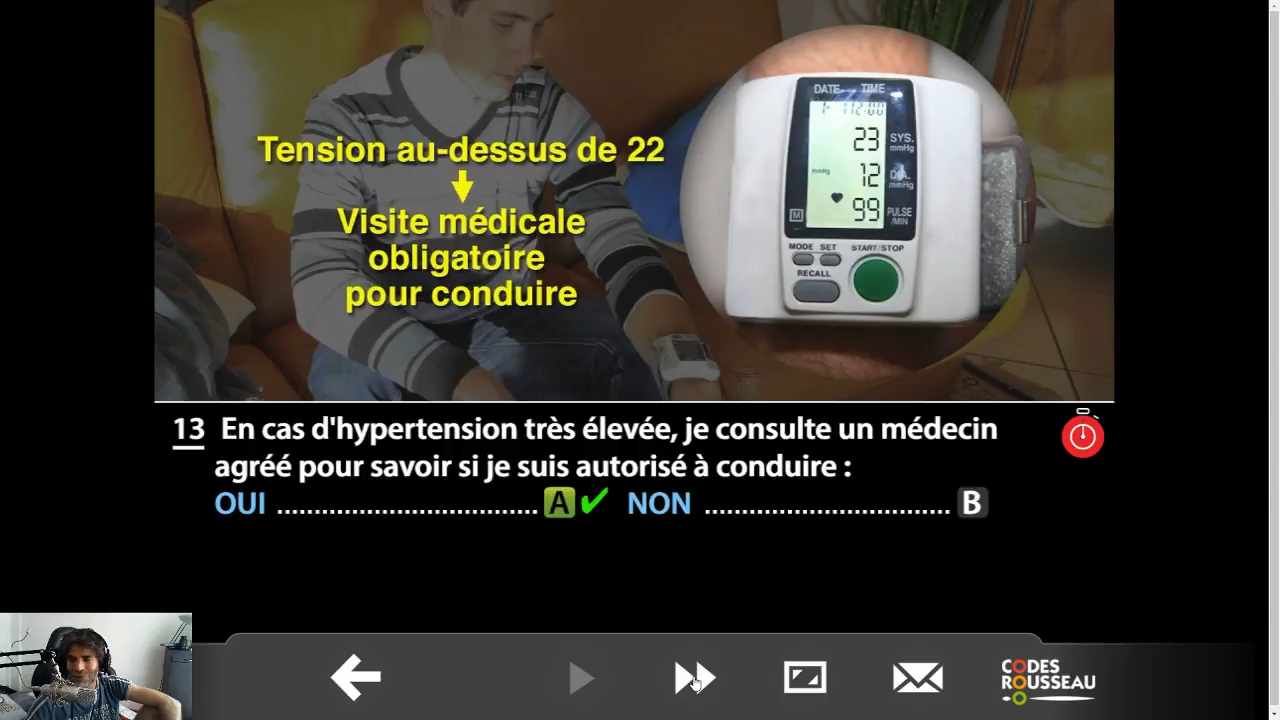 Tension au-dessus de 22
Visite médicale
obligatoire
pour conduire
DATE TIME
23 SYS.
mmHg
mmHg
12 DIA.
mmHg
99 PULSE
/MIN
M
MODE SET START/STOP
RECALL
13 En cas d'hypertension très élevée, je consulte un médecin
agréé pour savoir si je suis autorisé à conduire :
OUI .................................. A NON ................................ B
CODES
ROUSSEAU